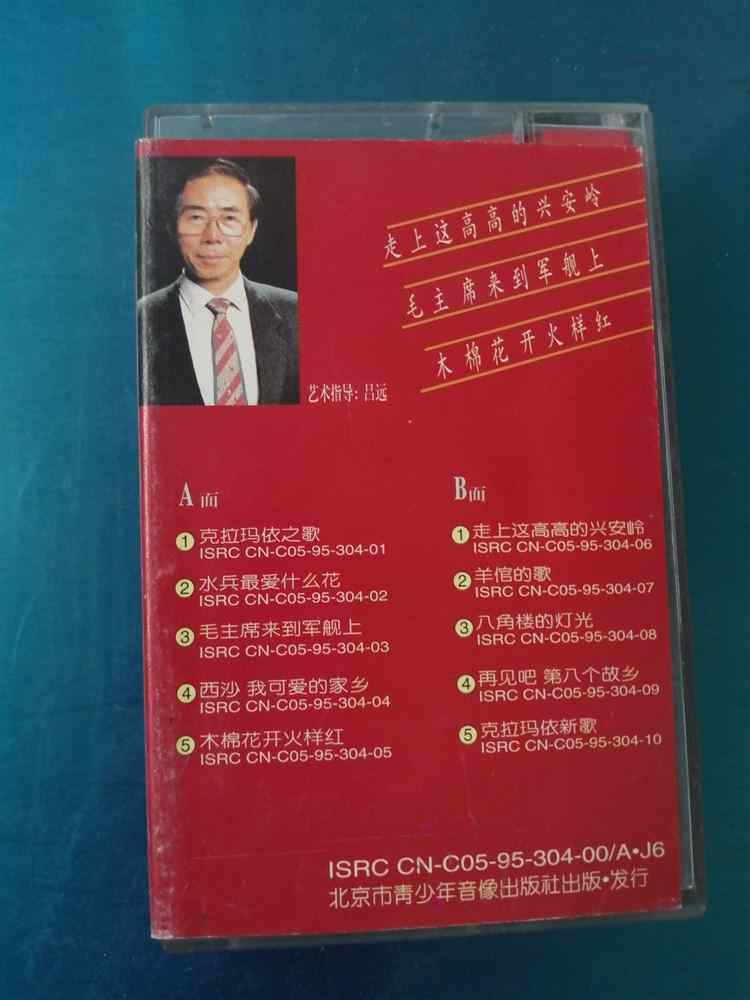 走上这高高的兴安岭
毛主席来到军舰上
木棉花开火样红
艺术指导：吕远
A面
1 克拉玛依之歌
ISRC CN-C05-95-304-01
2 水兵最爱什么花
ISRC CN-C05-95-304-02
3 毛主席来到军舰上
ISRC CN-C05-95-304-03
4 西沙 我可爱的家乡
ISRC CN-C05-95-304-04
5 木棉花开火样红
ISRC CN-C05-95-304-05
B面
1 走上这高高的兴安岭
ISRC CN-C05-95-304-06
2 羊倌的歌
ISRC CN-C05-95-304-07
3 八角楼的灯光
ISRC CN-C05-95-304-08
4 再见吧 第八个故乡
ISRC CN-C05-95-304-09
5 克拉玛依新歌
ISRC CN-C05-95-304-10
ISRC CN-C05-95-304-00/A•J6
北京市青少年音像出版社出版•发行